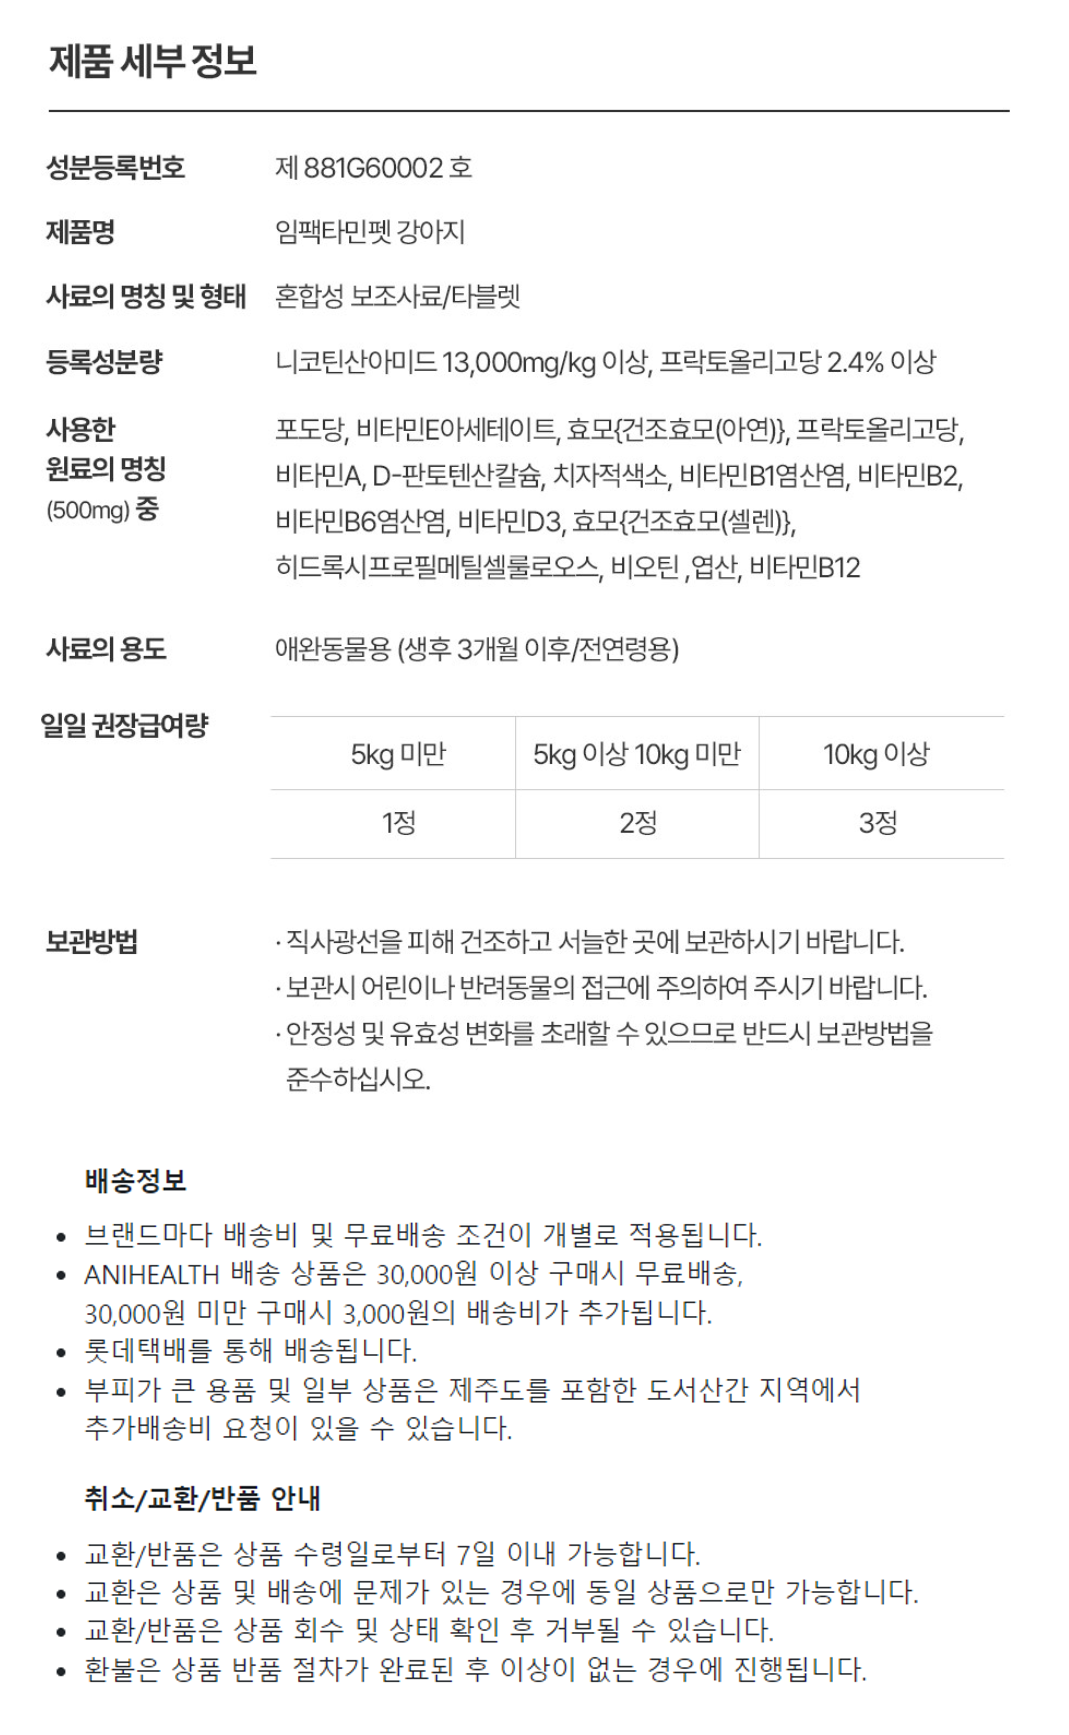 제품 세부 정보
성분등록번호 제 881G60002 호
제품명 임팩타민펫 강아지
사료의 명칭 및 형태 혼합성 보조사료/타블렛
등록성분량 니코틴산아미드 13,000mg/kg 이상, 프락토올리고당 2.4% 이상
사용한
원료의 명칭
(500mg) 중
포도당, 비타민E아세테이트, 효모{건조효모(아연)}, 프락토올리고당,
비타민A, D-판토텐산칼슘, 치자적색소, 비타민B1염산염, 비타민B2,
비타민B6염산염, 비타민D3, 효모{건조효모(셀렌)},
히드록시프로필메틸셀룰로오스, 비오틴 ,엽산, 비타민B12
사료의 용도 애완동물용 (생후 3개월 이후/전연령용)
일일 권장급여량
5kg 미만 5kg 이상 10kg 미만 10kg 이상
1정 2정 3정
보관방법 · 직사광선을 피해 건조하고 서늘한 곳에 보관하시기 바랍니다.
· 보관시 어린이나 반려동물의 접근에 주의하여 주시기 바랍니다.
· 안정성 및 유효성 변화를 초래할 수 있으므로 반드시 보관방법을
준수하십시오.
배송정보
• 브랜드마다 배송비 및 무료배송 조건이 개별로 적용됩니다.
• ANIHEALTH 배송 상품은 30,000원 이상 구매시 무료배송,
30,000원 미만 구매시 3,000원의 배송비가 추가됩니다.
• 롯데택배를 통해 배송됩니다.
• 부피가 큰 용품 및 일부 상품은 제주도를 포함한 도서산간 지역에서
추가배송비 요청이 있을 수 있습니다.
취소/교환/반품 안내
• 교환/반품은 상품 수령일로부터 7일 이내 가능합니다.
• 교환은 상품 및 배송에 문제가 있는 경우에 동일 상품으로만 가능합니다.
• 교환/반품은 상품 회수 및 상태 확인 후 거부될 수 있습니다.
• 환불은 상품 반품 절차가 완료된 후 이상이 없는 경우에 진행됩니다.